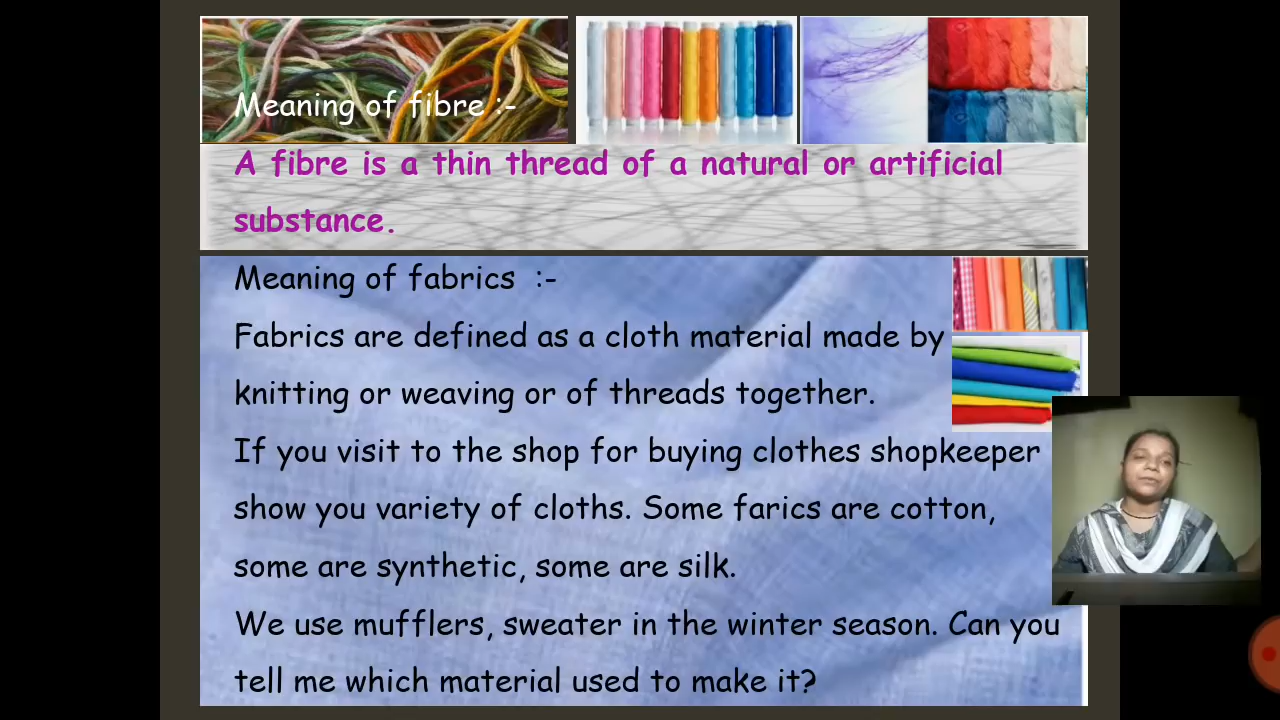 Meaning of fibre :-
A fibre is a thin thread of a natural or artificial
substance.
Meaning of fabrics :-
Fabrics are defined as a cloth material made by
knitting or weaving or of threads together.
If you visit to the shop for buying clothes shopkeeper
show you variety of cloths. Some farics are cotton,
some are synthetic, some are silk.
We use mufflers, sweater in the winter season. Can you
tell me which material used to make it?